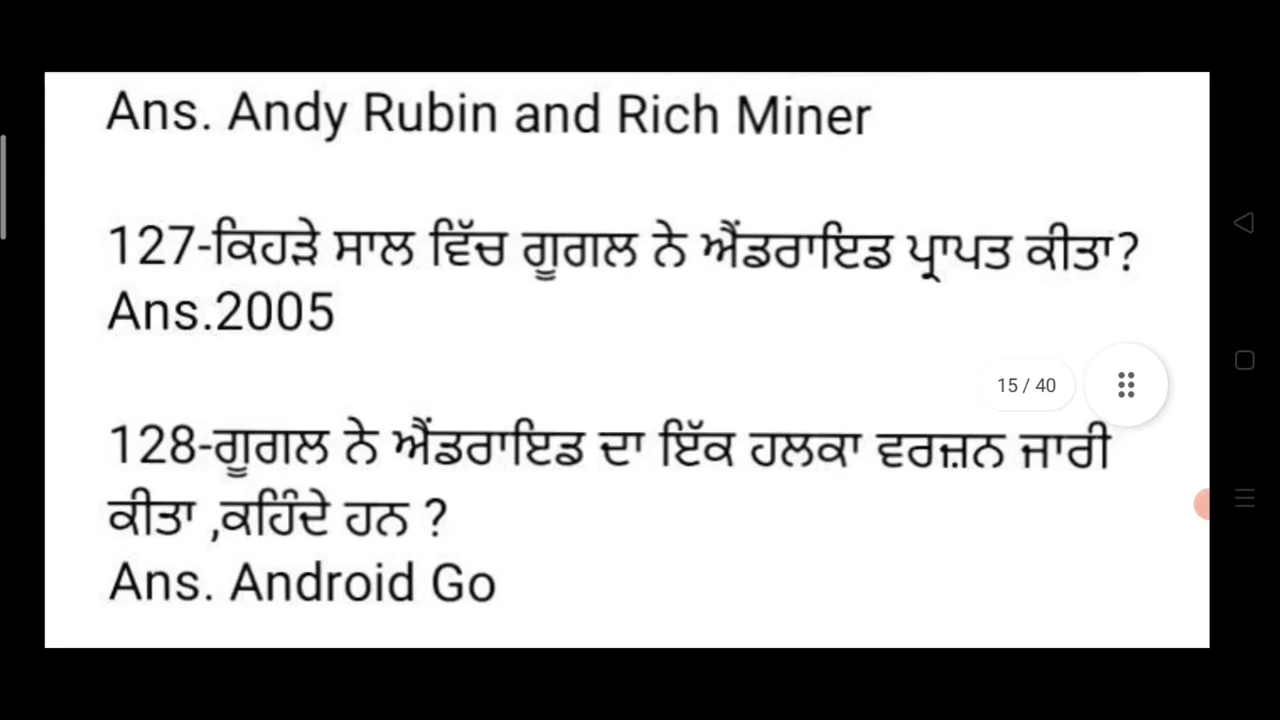 Ans. Andy Rubin and Rich Miner
127-ਕਿਹੜੇ ਸਾਲ ਵਿੱਚ ਗੂਗਲ ਨੇ ਐਂਡਰਾਇਡ ਪ੍ਰਾਪਤ ਕੀਤਾ?
Ans.2005
15 / 40
128-ਗੂਗਲ ਨੇ ਐਂਡਰਾਇਡ ਦਾ ਇੱਕ ਹਲਕਾ ਵਰਜ਼ਨ ਜਾਰੀ
ਕੀਤਾ ,ਕਹਿੰਦੇ ਹਨ ?
Ans. Android Go